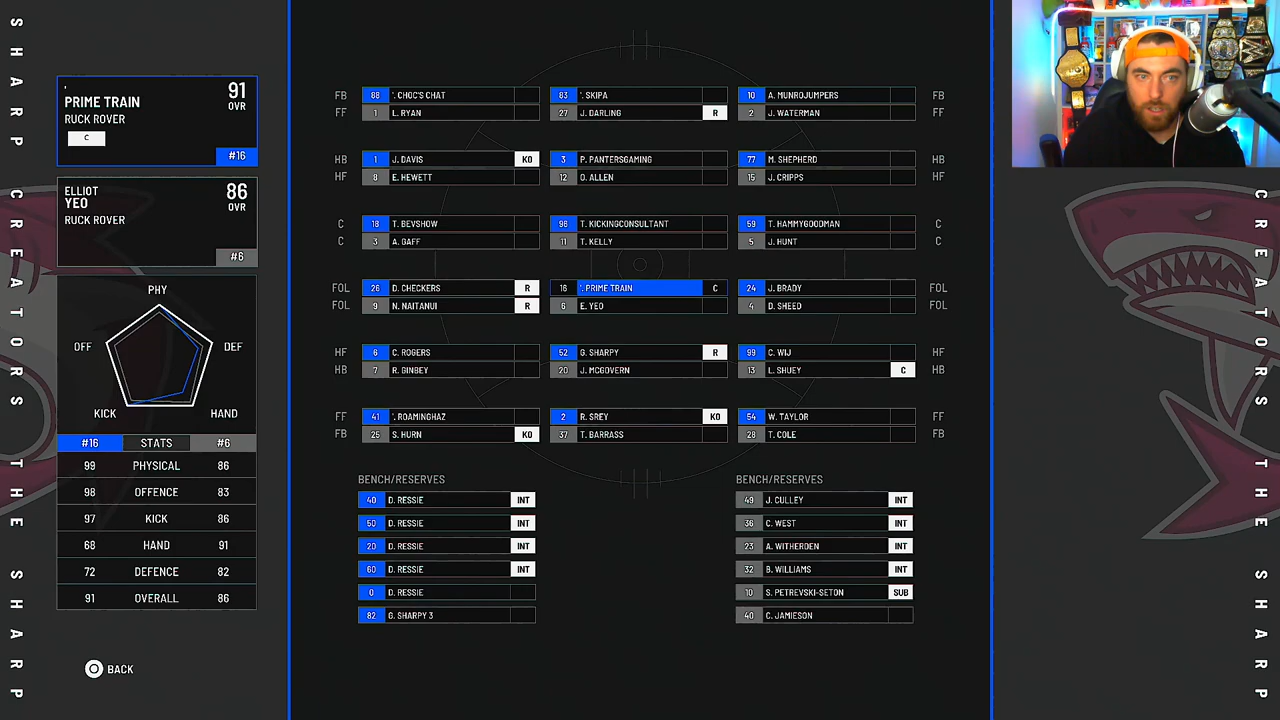 SHARP CREATORS THE SHARP
'
PRIME TRAIN
RUCK ROVER
C
91
OVR
#16
ELLIOT
YEO
RUCK ROVER
86
OVR
#6
PHY
OFF
DEF
KICK
HAND
#16 STATS #6
99 PHYSICAL 86
98 OFFENCE 83
97 KICK 86
68 HAND 91
72 DEFENCE 82
91 OVERALL 86
BACK
FB 88 '. CHOC'S CHAT 83 '. SKIPA 10 A. MUNROJUMPERS FB
FF 1 L. RYAN 27 J. DARLING R 2 J. WATERMAN FF
HB 1 J. DAVIS KO 3 P. PANTERSGAMING 77 M. SHEPHERD HB
HF 8 E. HEWETT 12 O. ALLEN 15 J. CRIPPS HF
C 18 T. BEVSHOW 98 T. KICKINGCONSULTANT 59 T. HAMMYGOODMAN C
C 3 A. GAFF 11 T. KELLY 5 J. HUNT C
FOL 26 D. CHECKERS R 16 '. PRIME TRAIN C 24 J. BRADY FOL
FOL 9 N. NAITANUI R 6 E. YEO 4 D. SHEED FOL
HF 6 C. ROGERS 52 G. SHARPY R 99 C. WIJ HF
HB 7 R. GINBEY 20 J. MCGOVERN 13 L. SHUEY C HB
FF 41 '. ROAMINGHAZ 2 R. SREY KO 54 W. TAYLOR FF
FB 25 S. HURN KO 37 T. BARRASS 28 T. COLE FB
BENCH/RESERVES
40 D. RESSIE INT
50 D. RESSIE INT
20 D. RESSIE INT
60 D. RESSIE INT
0 D. RESSIE
82 G. SHARPY 3
BENCH/RESERVES
49 J. CULLEY INT
36 C. WEST INT
23 A. WITHERDEN INT
32 B. WILLIAMS INT
10 S. PETREVSKI-SETON SUB
40 C. JAMIESON
CREATORS THE SHARP